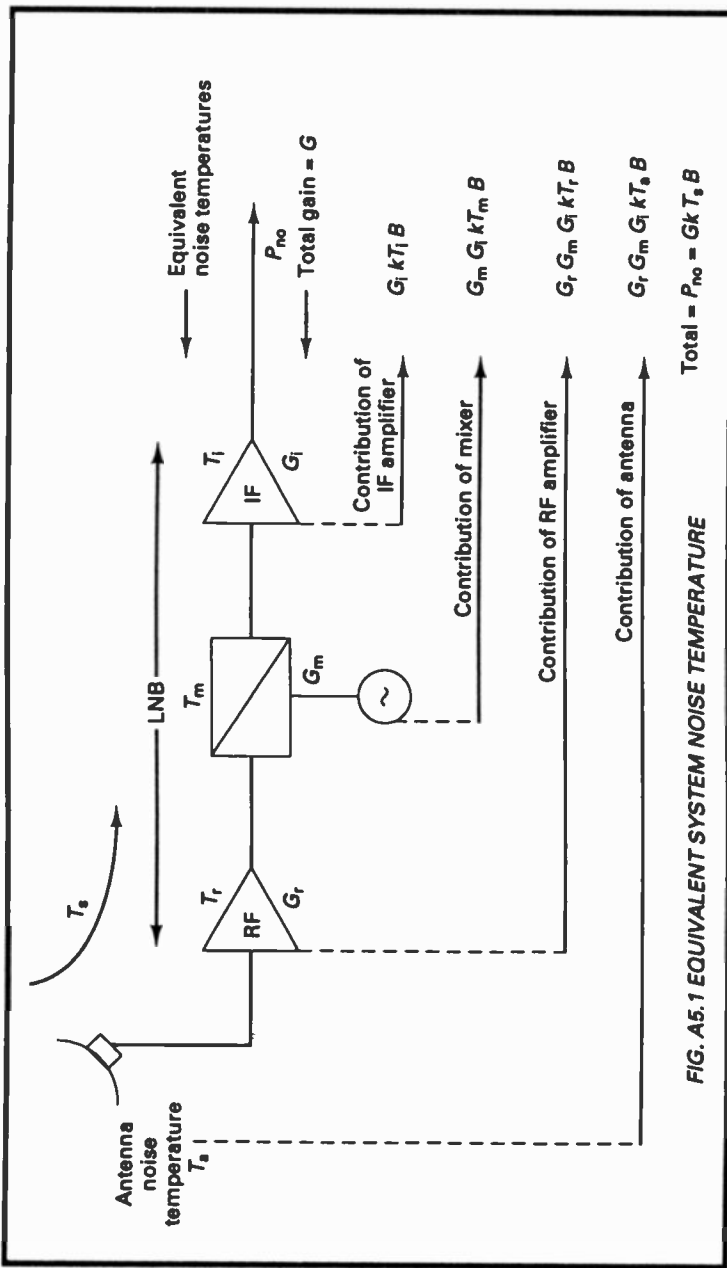 Antenna
noise
temperature
Tₐ
Tₛ
LNB
Equivalent
noise temperatures
Tᵣ
RF
Gᵣ
Tₘ
Gₘ
~
Tᵢ
IF
Gᵢ
Pₙₒ
Total gain = G
Contribution of
IF amplifier
Gᵢ kTᵢ B
Contribution of mixer
Gₘ Gᵢ kTₘ B
Contribution of RF amplifier
Gᵣ Gₘ Gᵢ kTᵣ B
Contribution of antenna
Gᵣ Gₘ Gᵢ kTₐ B
Total = Pₙₒ = GkTₛ B
FIG. A5.1 EQUIVALENT SYSTEM NOISE TEMPERATURE